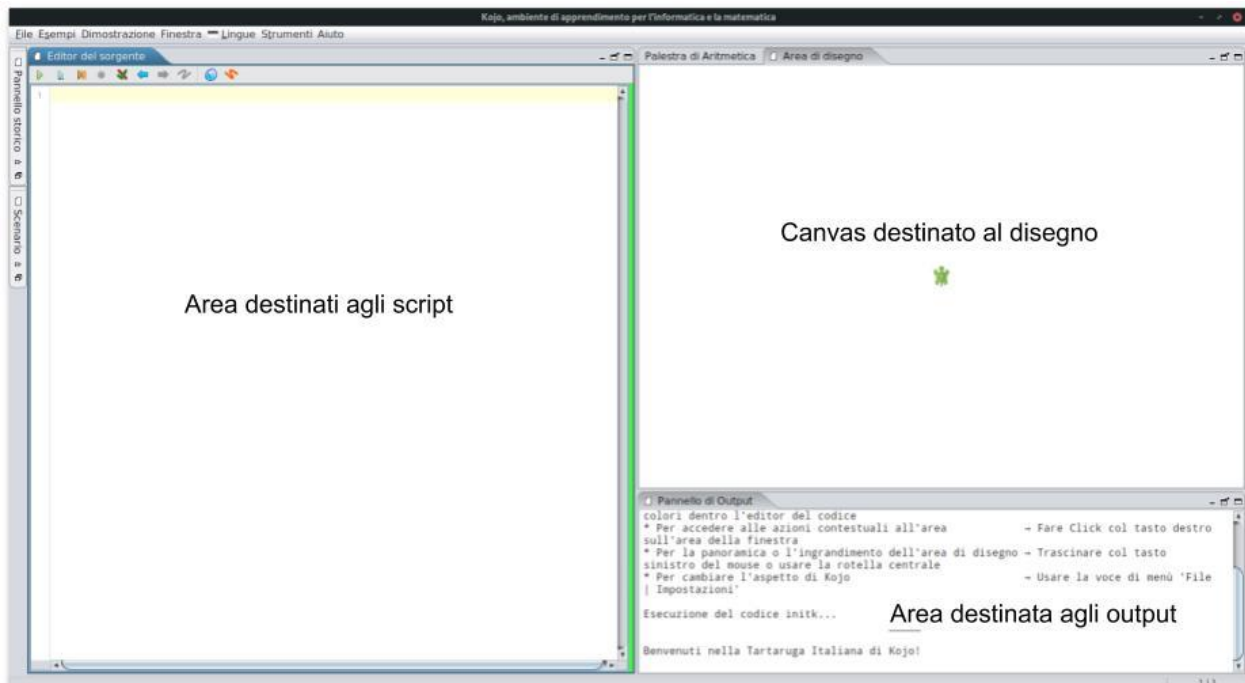 Kojo, ambiente di apprendimento per l'informatica e la matematica
File Esempi Dimostrazione Finestra Lingue Strumenti Aiuto
Editor del sorgente
Palestra di Aritmetica
Area di disegno
Pannello storico
Scenario
1
Area destinati agli script
Canvas destinato al disegno
Pannello di Output
colori dentro l'editor del codice
* Per accedere alle azioni contestuali all'area → Fare Click col tasto destro
sull'area della finestra
* Per la panoramica o l'ingrandimento dell'area di disegno → Trascinare col tasto
sinistro del mouse o usare la rotella centrale
* Per cambiare l'aspetto di Kojo → Usare la voce di menù 'File
| Impostazioni'
Esecuzione del codice initk...
Area destinata agli output
Benvenuti nella Tartaruga Italiana di Kojo!